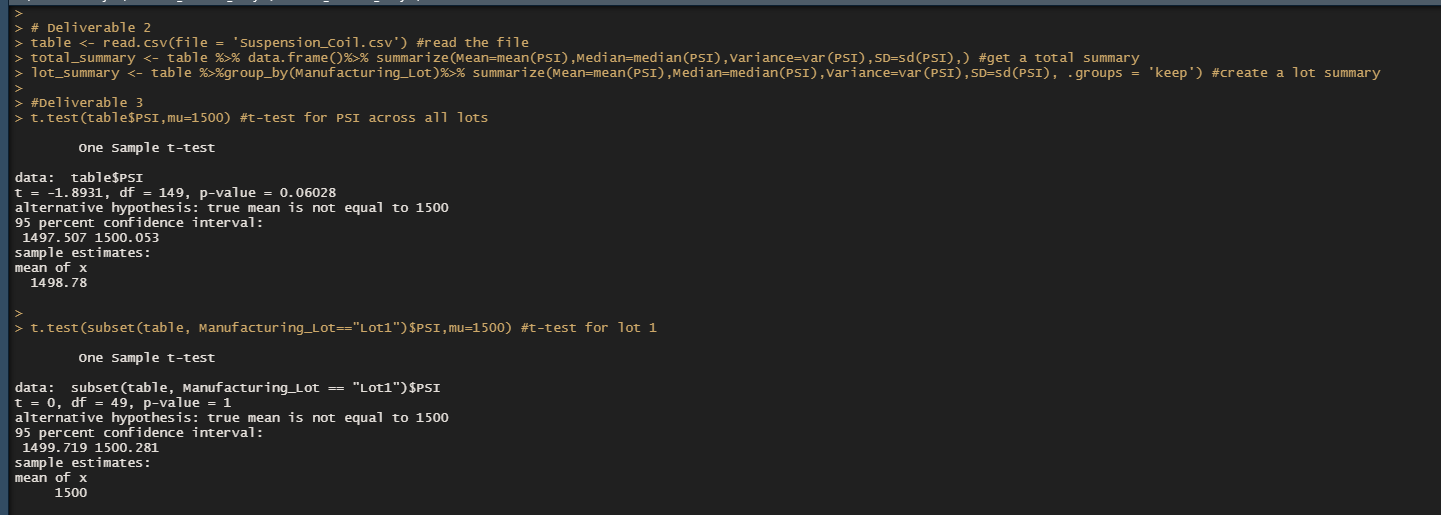 >
> # Deliverable 2
> table <- read.csv(file = 'Suspension_Coil.csv') #read the file
> total_summary <- table %>% data.frame()%>% summarize(Mean=mean(PSI),Median=median(PSI),Variance=var(PSI),SD=sd(PSI),) #get a total summary
> lot_summary <- table %>%group_by(Manufacturing_Lot)%>% summarize(Mean=mean(PSI),Median=median(PSI),Variance=var(PSI),SD=sd(PSI), .groups = 'keep') #create a lot summary
>
> #Deliverable 3
> t.test(table$PSI,mu=1500) #t-test for PSI across all lots
One Sample t-test
data:  table$PSI
t = -1.8931, df = 149, p-value = 0.06028
alternative hypothesis: true mean is not equal to 1500
95 percent confidence interval:
1497.507 1500.053
sample estimates:
mean of x
1498.78
>
> t.test(subset(table, Manufacturing_Lot=="Lot1")$PSI,mu=1500) #t-test for lot 1
One Sample t-test
data:  subset(table, Manufacturing_Lot == "Lot1")$PSI
t = 0, df = 49, p-value = 1
alternative hypothesis: true mean is not equal to 1500
95 percent confidence interval:
1499.719 1500.281
sample estimates:
mean of x
1500